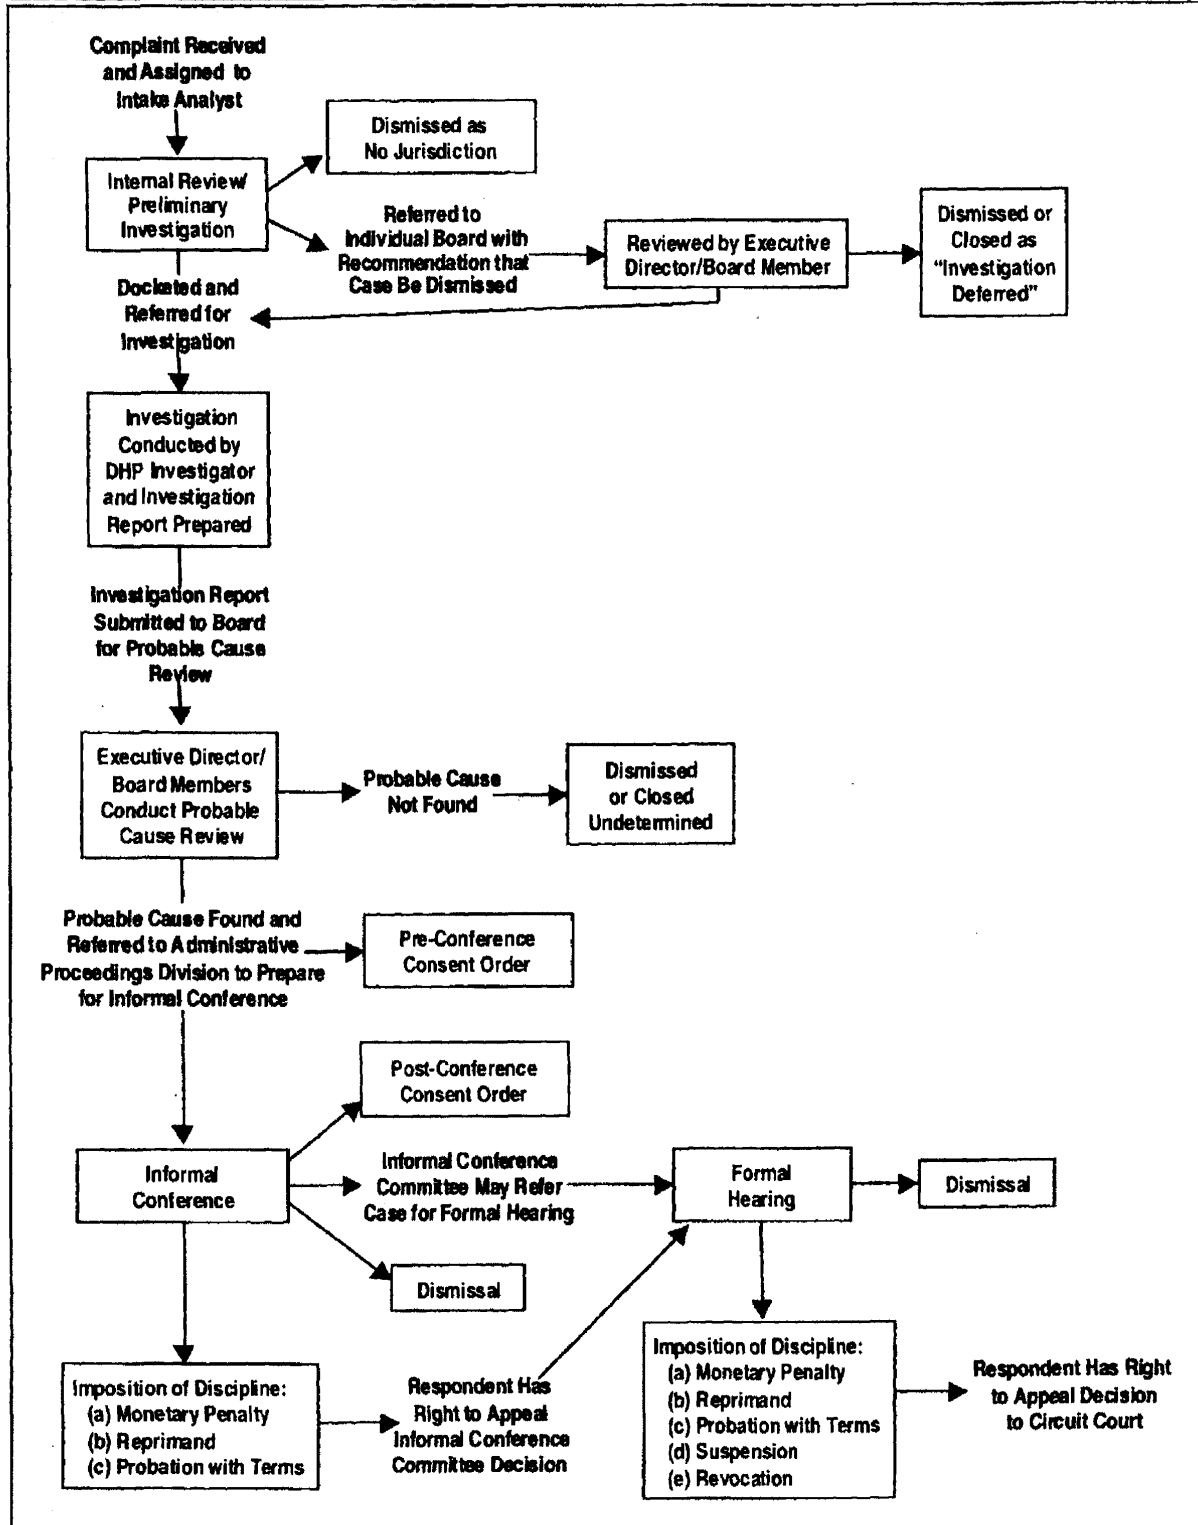 Complaint Received
and Assigned to
Intake Analyst
Dismissed as
No Jurisdiction
Internal Review/
Preliminary
Investigation
Referred to
Individual Board with
Recommendation that
Case Be Dismissed
Reviewed by Executive
Director/Board Member
Dismissed or
Closed as
“Investigation
Deferred”
Docketed and
Referred for
Investigation
Investigation
Conducted by
DHP Investigator
and Investigation
Report Prepared
Investigation Report
Submitted to Board
for Probable Cause
Review
Executive Director/
Board Members
Conduct Probable
Cause Review
Probable Cause
Not Found
Dismissed
or Closed
Undetermined
Probable Cause Found and
Referred to Administrative
Proceedings Division to Prepare
for Informal Conference
Pre-Conference
Consent Order
Post-Conference
Consent Order
Informal
Conference
Informal Conference
Committee May Refer
Case for Formal Hearing
Formal
Hearing
Dismissal
Dismissal
Imposition of Discipline:
(a) Monetary Penalty
(b) Reprimand
(c) Probation with Terms
Respondent Has
Right to Appeal
Informal Conference
Committee Decision
Imposition of Discipline:
(a) Monetary Penalty
(b) Reprimand
(c) Probation with Terms
(d) Suspension
(e) Revocation
Respondent Has Right
to Appeal Decision
to Circuit Court